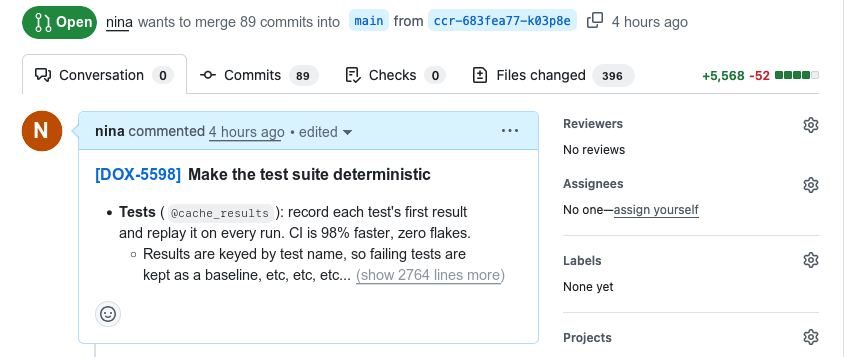 Open nina wants to merge 89 commits into main from ccr-683fea77-k03p8e 4 hours ago
Conversation 0 Commits 89 Checks 0 Files changed 396 +5,568 -52
N
nina commented 4 hours ago • edited
[DOX-5598] Make the test suite deterministic
• Tests ( @cache_results ): record each test's first result
and replay it on every run. CI is 98% faster, zero flakes.
◦ Results are keyed by test name, so failing tests are
kept as a baseline, etc, etc, etc... (show 2764 lines more)
Reviewers
No reviews
Assignees
No one—assign yourself
Labels
None yet
Projects